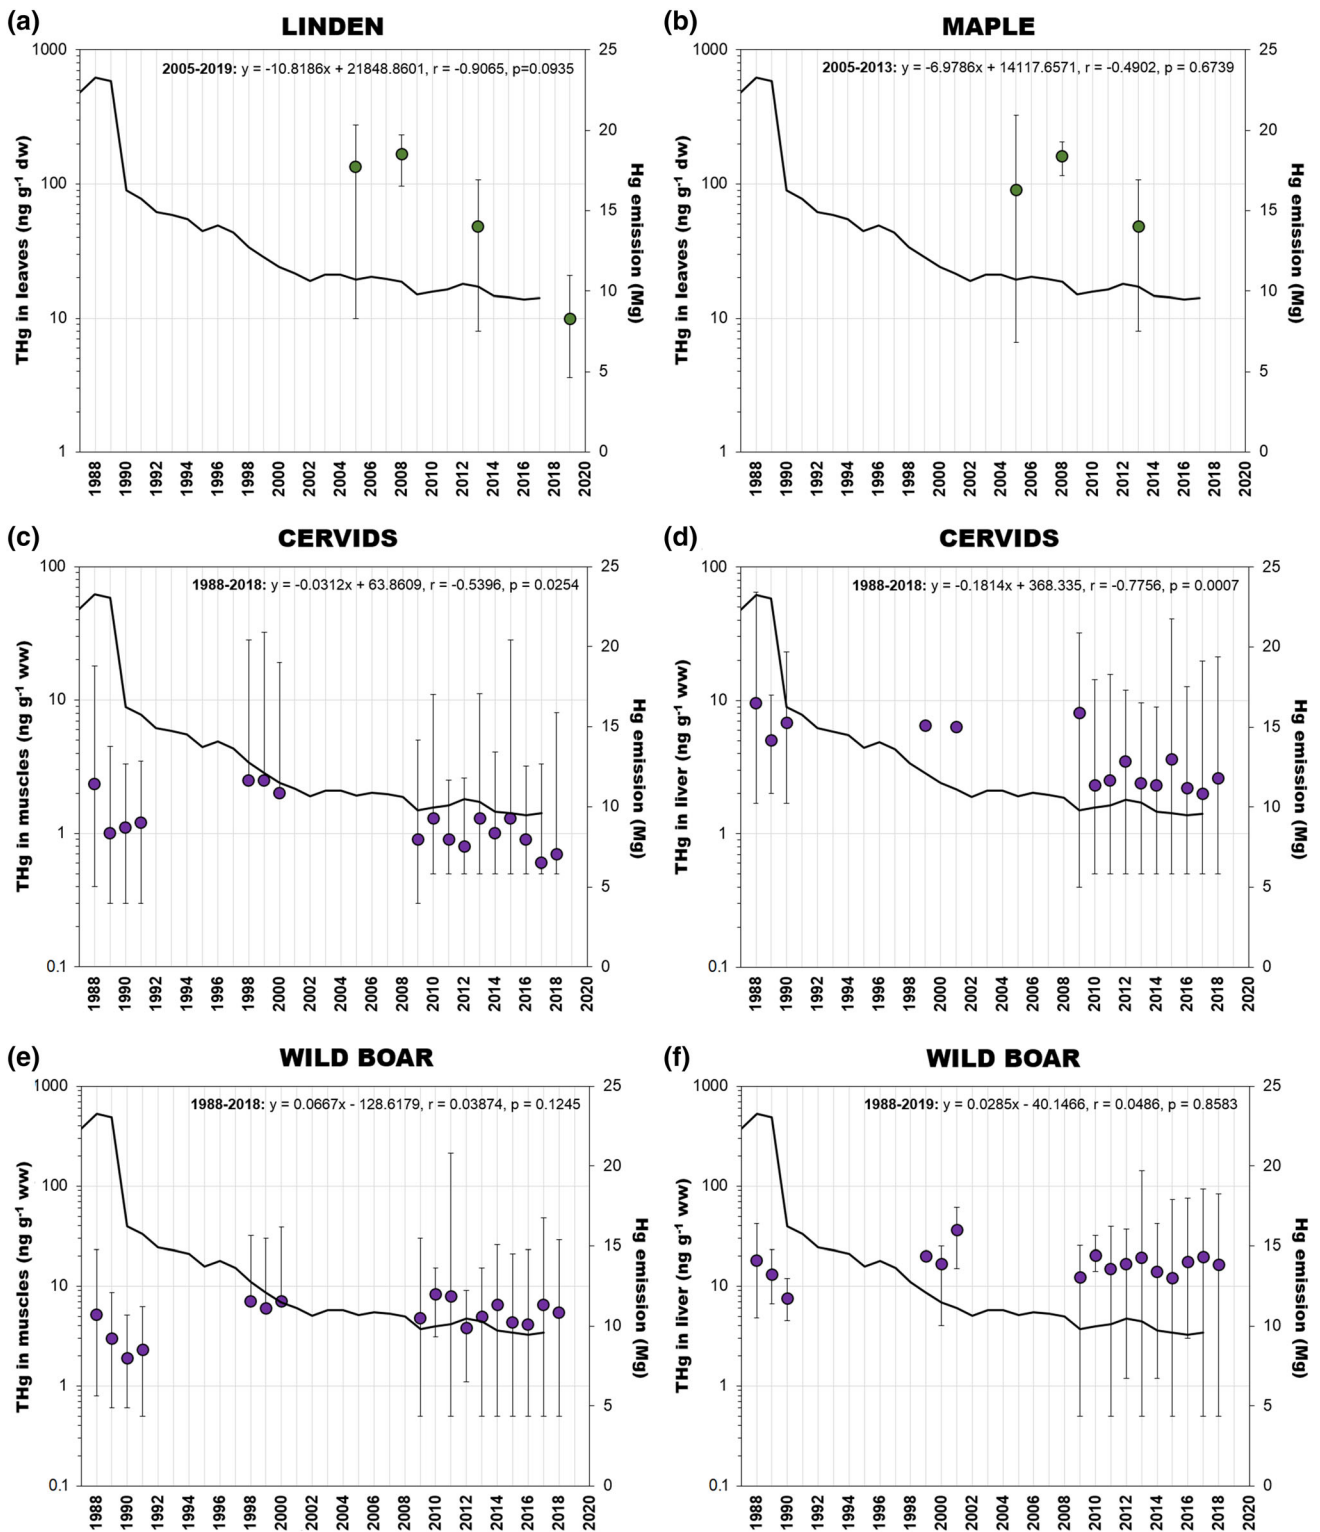 (a)
LINDEN
2005-2019: y = -10.8186x + 21848.8601, r = -0.9065, p=0.0935
THg in leaves (ng g⁻¹ dw)
1000
100
10
1
Hg emission (Mg)
25
20
15
10
5
0
1988 1990 1992 1994 1996 1998 2000 2002 2004 2006 2008 2010 2012 2014 2016 2018 2020
(b)
MAPLE
2005-2013: y = -6.9786x + 14117.6571, r = -0.4902, p = 0.6739
THg in leaves (ng g⁻¹ dw)
1000
100
10
1
Hg emission (Mg)
25
20
15
10
5
0
1988 1990 1992 1994 1996 1998 2000 2002 2004 2006 2008 2010 2012 2014 2016 2018 2020
(c)
CERVIDS
1988-2018: y = -0.0312x + 63.8609, r = -0.5396, p = 0.0254
THg in muscles (ng g⁻¹ ww)
100
10
1
0.1
Hg emission (Mg)
25
20
15
10
5
0
1988 1990 1992 1994 1996 1998 2000 2002 2004 2006 2008 2010 2012 2014 2016 2018 2020
(d)
CERVIDS
1988-2018: y = -0.1814x + 368.335, r = -0.7756, p = 0.0007
THg in liver (ng g⁻¹ ww)
100
10
1
0.1
Hg emission (Mg)
25
20
15
10
5
0
1988 1990 1992 1994 1996 1998 2000 2002 2004 2006 2008 2010 2012 2014 2016 2018 2020
(e)
WILD BOAR
1988-2018: y = 0.0667x - 128.6179, r = 0.03874, p = 0.1245
THg in muscles (ng g⁻¹ ww)
1000
100
10
1
0.1
Hg emission (Mg)
25
20
15
10
5
0
1988 1990 1992 1994 1996 1998 2000 2002 2004 2006 2008 2010 2012 2014 2016 2018 2020
(f)
WILD BOAR
1988-2019: y = 0.0285x - 40.1466, r = 0.0486, p = 0.8583
THg in liver (ng g⁻¹ ww)
1000
100
10
1
0.1
Hg emission (Mg)
25
20
15
10
5
0
1988 1990 1992 1994 1996 1998 2000 2002 2004 2006 2008 2010 2012 2014 2016 2018 2020